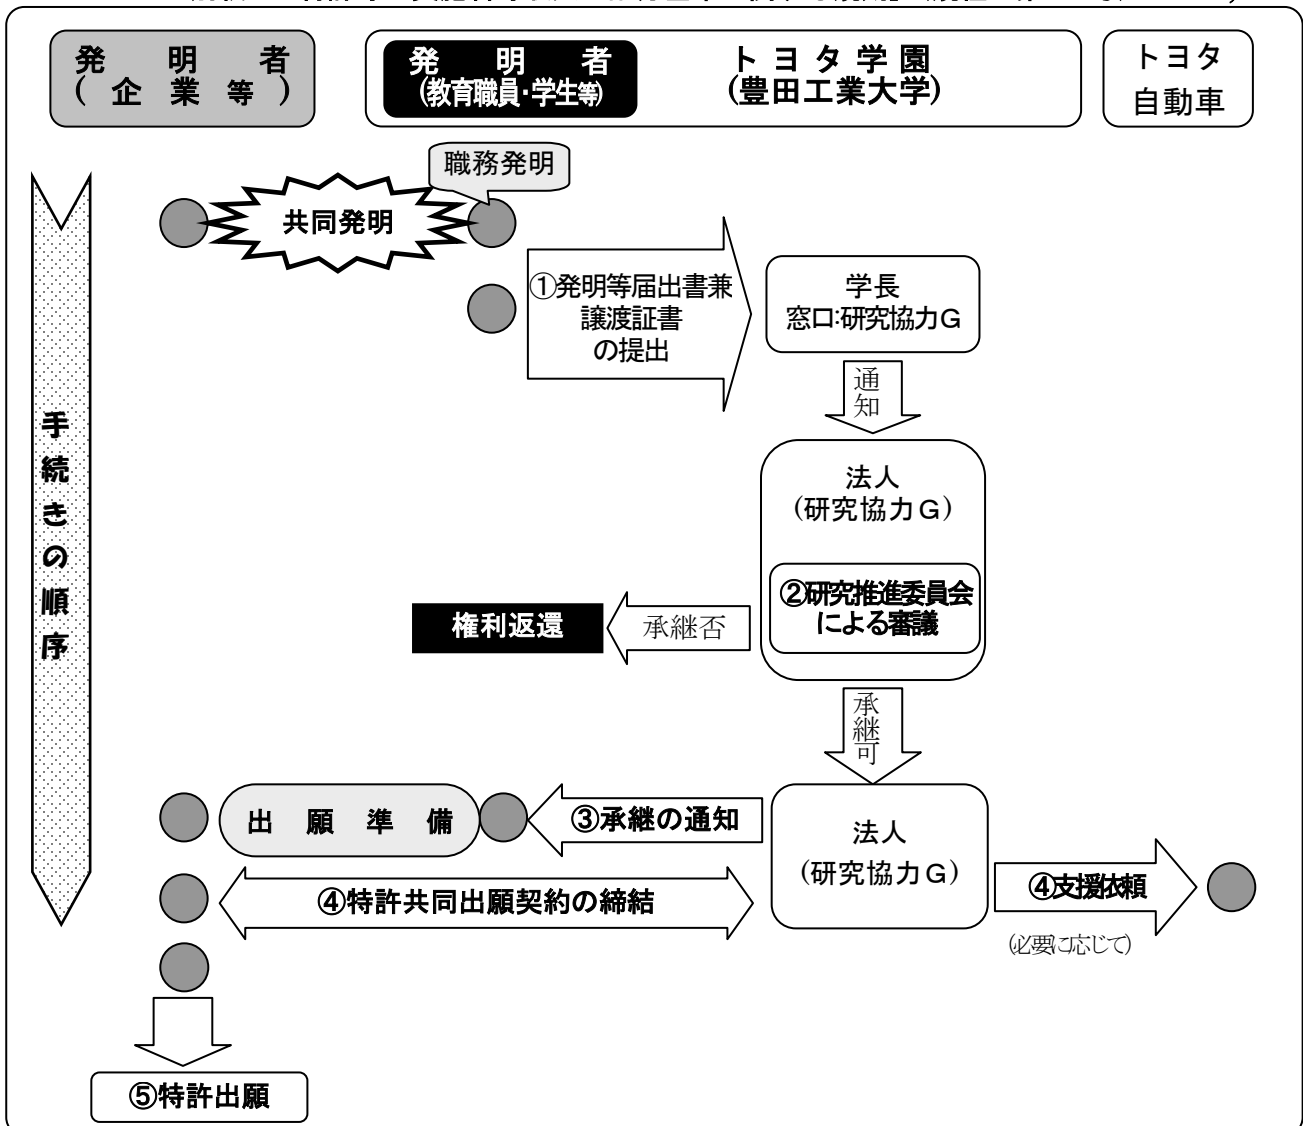 発明者
(企業等)
発明者
(教育職員・学生等)
トヨタ学園
(豊田工業大学)
トヨタ
自動車
職務発明
共同発明
①発明等届出書兼
譲渡証書
の提出
学長
窓口:研究協力G
通知
手続きの順序
法人
(研究協力G)
②研究推進委員会
による審議
承継否
権利返還
承継可
出願準備
③承継の通知
法人
(研究協力G)
④特許共同出願契約の締結
④支援依頼
(必要に応じて)
⑤特許出願